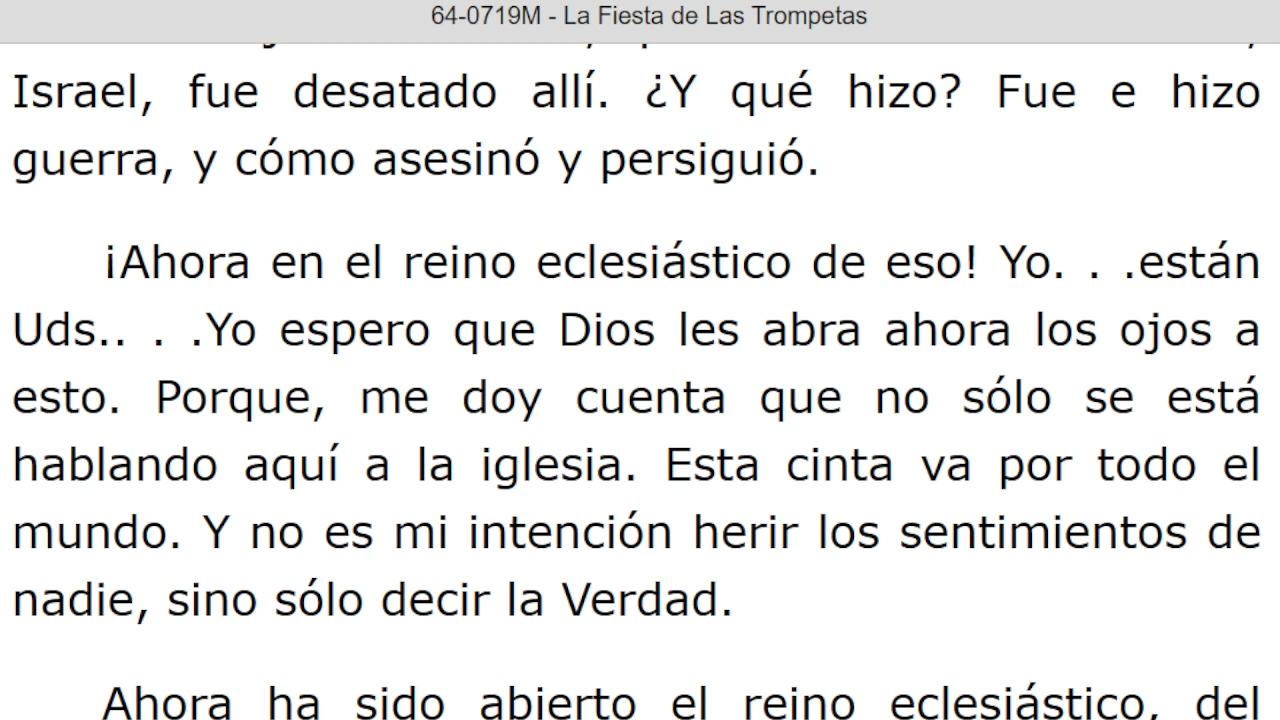 64-0719M - La Fiesta de Las Trompetas
Israel, fue desatado allí. ¿Y qué hizo? Fue e hizo
guerra, y cómo asesinó y persiguió.
¡Ahora en el reino eclesiástico de eso! Yo. . .están
Uds.. . .Yo espero que Dios les abra ahora los ojos a
esto. Porque, me doy cuenta que no sólo se está
hablando aquí a la iglesia. Esta cinta va por todo el
mundo. Y no es mi intención herir los sentimientos de
nadie, sino sólo decir la Verdad.
Ahora ha sido abierto el reino eclesiástico, del